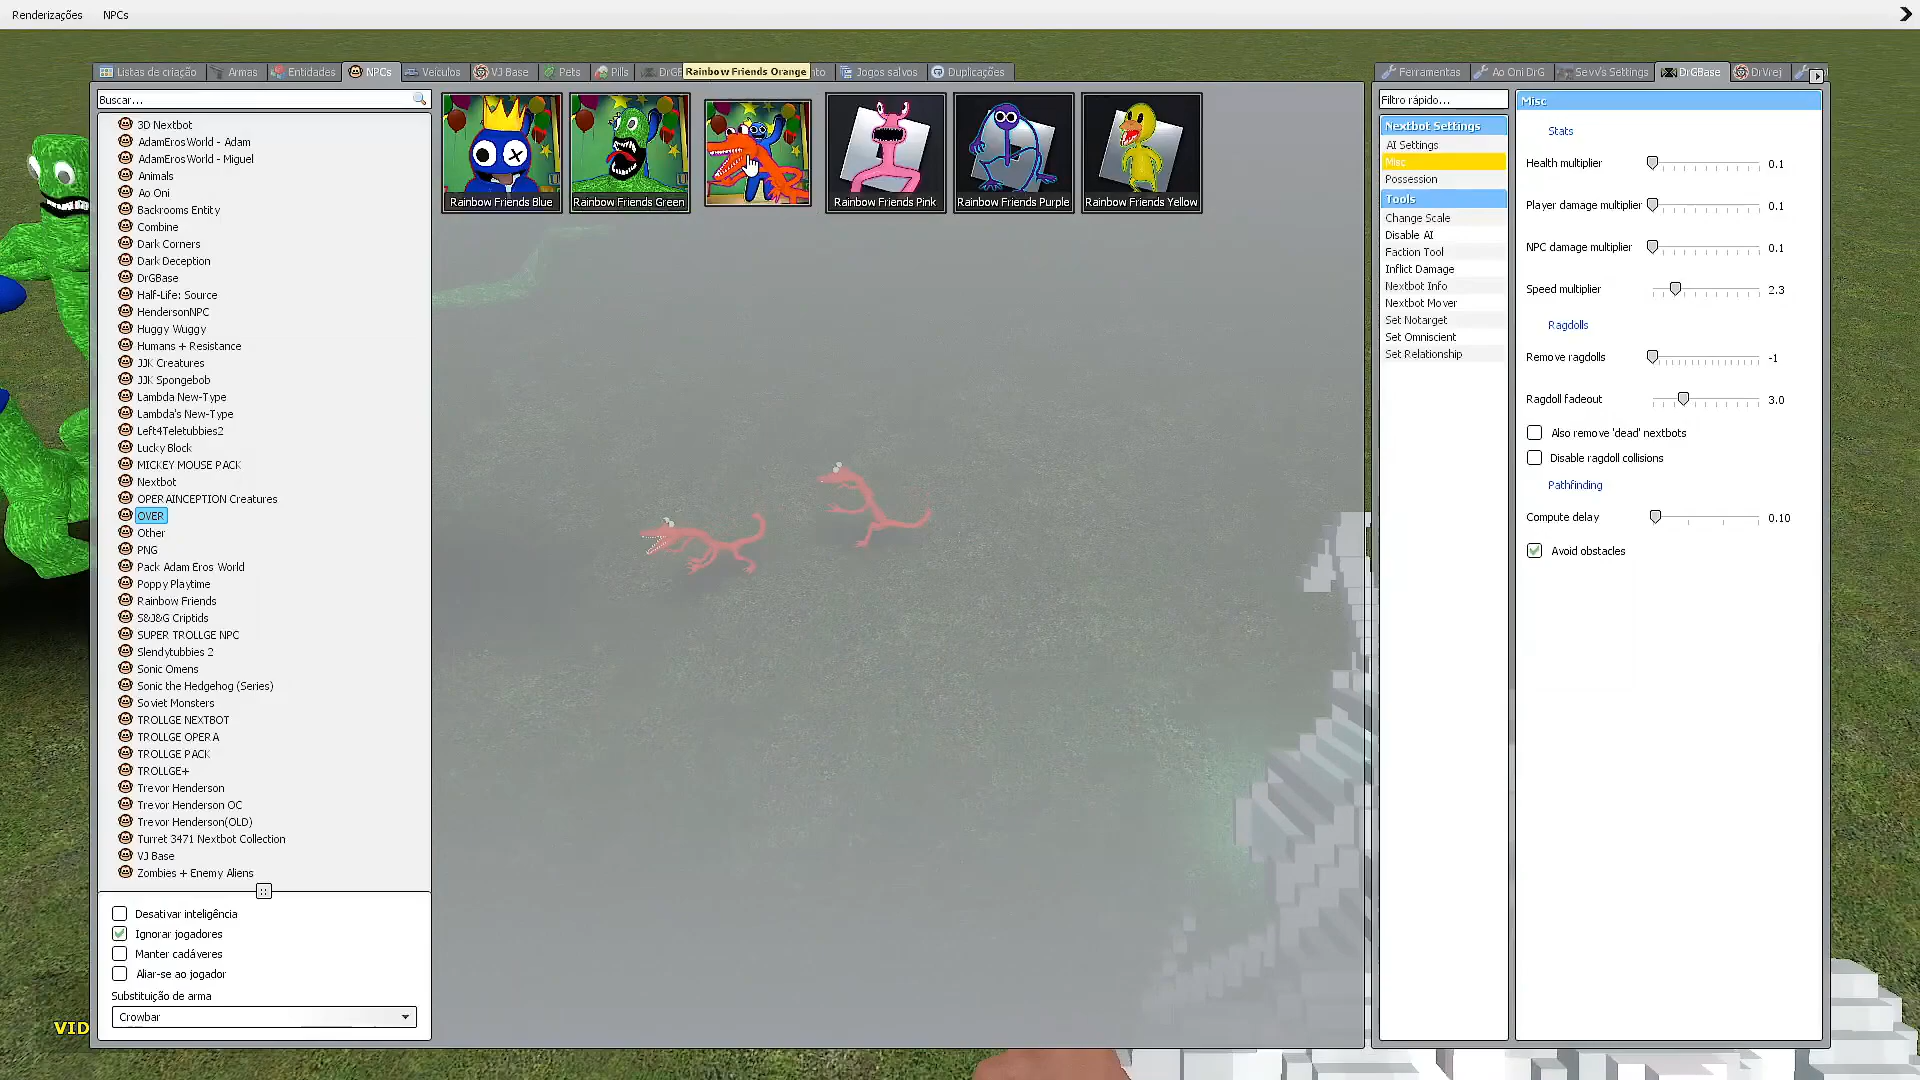 Renderizações NPCs
Listas de criação Armas Entidades NPCs Veículos VJ Base Pets Pills Rainbow Friends Orange Jogos salvos Duplicações
Ferramentas Ao Oni DrG Sevv's Settings DrGBase DrVrej
Buscar...
3D Nextbot
AdamErosWorld - Adam
AdamErosWorld - Miguel
Animals
Ao Oni
Backrooms Entity
Combine
Dark Corners
Dark Deception
DrGBase
Half-Life: Source
HendersonNPC
Huggy Wuggy
Humans + Resistance
JJK Creatures
JJK Spongebob
Lambda New-Type
Lambda's New-Type
Left4Teletubbies2
Lucky Block
MICKEY MOUSE PACK
Nextbot
OPERAINCEPTION Creatures
OVER
Other
PNG
Pack Adam Eros World
Poppy Playtime
Rainbow Friends
S&J&G Criptids
SUPER TROLLGE NPC
Slendytubbies 2
Sonic Omens
Sonic the Hedgehog (Series)
Soviet Monsters
TROLLGE NEXTBOT
TROLLGE OPERA
TROLLGE PACK
TROLLGE+
Trevor Henderson
Trevor Henderson OC
Trevor Henderson(OLD)
Turret 3471 Nextbot Collection
VJ Base
Zombies + Enemy Aliens
Desativar inteligência
Ignorar jogadores
Manter cadáveres
Aliar-se ao jogador
Substituição de arma
Crowbar
VID
Rainbow Friends Blue
Rainbow Friends Green
Rainbow Friends Pink
Rainbow Friends Purple
Rainbow Friends Yellow
Filtro rápido...
Nextbot Settings
AI Settings
Misc
Possession
Tools
Change Scale
Disable AI
Faction Tool
Inflict Damage
Nextbot Info
Nextbot Mover
Set Notarget
Set Omniscient
Set Relationship
Misc
Stats
Health multiplier 0.1
Player damage multiplier 0.1
NPC damage multiplier 0.1
Speed multiplier 2.3
Ragdolls
Remove ragdolls -1
Ragdoll fadeout 3.0
Also remove 'dead' nextbots
Disable ragdoll collisions
Pathfinding
Compute delay 0.10
Avoid obstacles